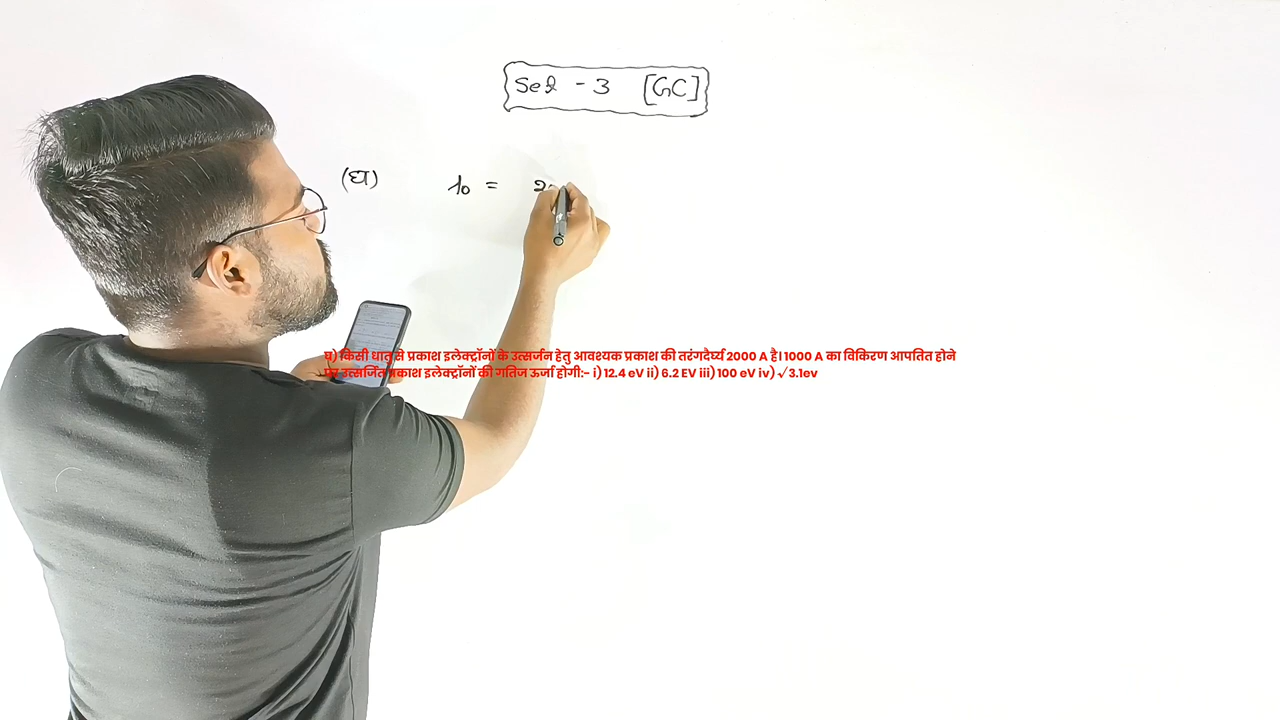 Set - 3 [GC]
(घ) λ₀ = 20
घ) किसी धातु से प्रकाश इलेक्ट्रॉनों के उत्सर्जन हेतु आवश्यक प्रकाश की तरंगदैर्घ्य 2000 A है। 1000 A का विकिरण आपतित होने
पर उत्सर्जित प्रकाश इलेक्ट्रॉनों की गतिज ऊर्जा होगी:- i) 12.4 eV ii) 6.2 EV iii) 100 eV iv) √ 3.1ev